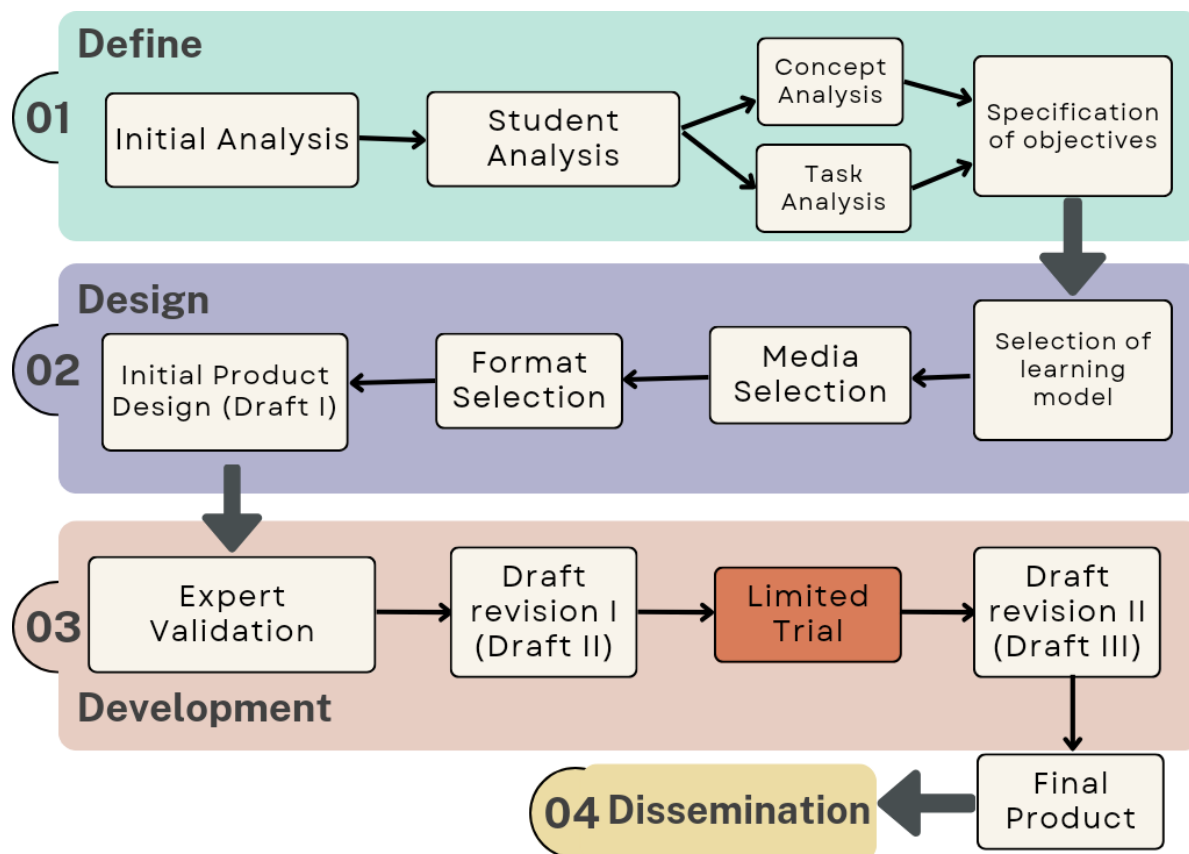 Define
01
Initial Analysis
Student
Analysis
Concept
Analysis
Task
Analysis
Specification
of objectives
Design
02
Selection of
learning
model
Media
Selection
Format
Selection
Initial Product
Design (Draft I)
03
Expert
Validation
Draft
revision I
(Draft II)
Limited
Trial
Draft
revision II
(Draft III)
Development
Final
Product
04 Dissemination